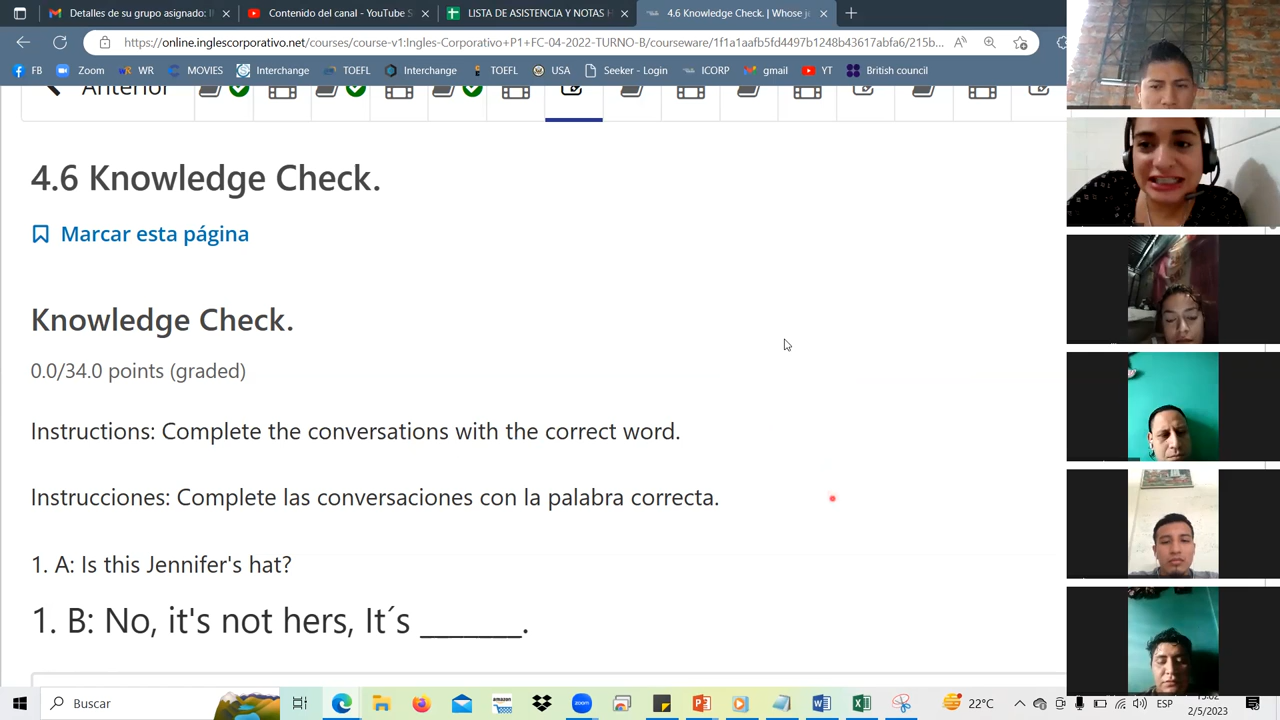 Detalles de su grupo asignado: I
Contenido del canal - YouTube S
LISTA DE ASISTENCIA Y NOTAS
4.6 Knowledge Check. | Whose j
https://online.inglescorporativo.net/courses/course-v1:Ingles-Corporativo+P1+FC-04-2022-TURNO-B/courseware/1f1a1aafb5fd4497b1248b43617abfa6/215b...
FB Zoom WR MOVIES Interchange TOEFL Interchange TOEFL USA Seeker - Login ICORP gmail YT British council
Anterior
4.6 Knowledge Check.
Marcar esta página
Knowledge Check.
0.0/34.0 points (graded)
Instructions: Complete the conversations with the correct word.
Instrucciones: Complete las conversaciones con la palabra correcta.
1. A: Is this Jennifer's hat?
1. B: No, it's not hers, It´s _______.
Buscar
22°C
ESP
2/5/2023